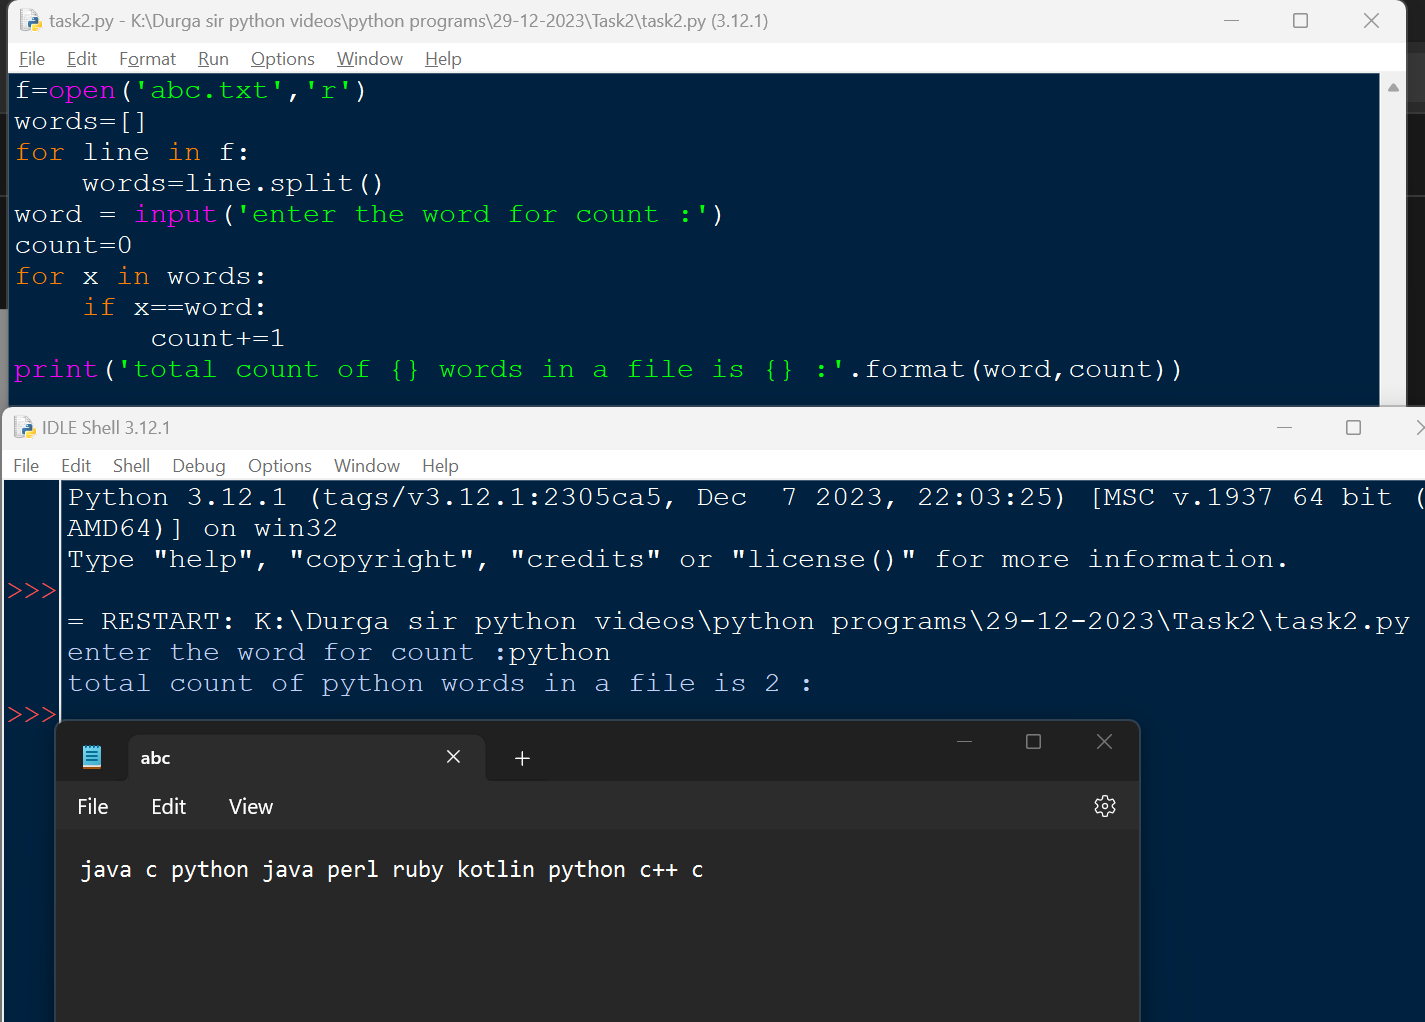 task2.py - K:\Durga sir python videos\python programs\29-12-2023\Task2\task2.py (3.12.1)
File Edit Format Run Options Window Help
f=open('abc.txt','r')
words=[]
for line in f:
    words=line.split()
word = input('enter the word for count :')
count=0
for x in words:
    if x==word:
        count+=1
print('total count of {} words in a file is {} :'.format(word,count))
IDLE Shell 3.12.1
File Edit Shell Debug Options Window Help
Python 3.12.1 (tags/v3.12.1:2305ca5, Dec  7 2023, 22:03:25) [MSC v.1937 64 bit (
AMD64)] on win32
Type "help", "copyright", "credits" or "license()" for more information.
>>>
= RESTART: K:\Durga sir python videos\python programs\29-12-2023\Task2\task2.py
enter the word for count :python
total count of python words in a file is 2 :
>>>
abc
File Edit View
java c python java perl ruby kotlin python c++ c